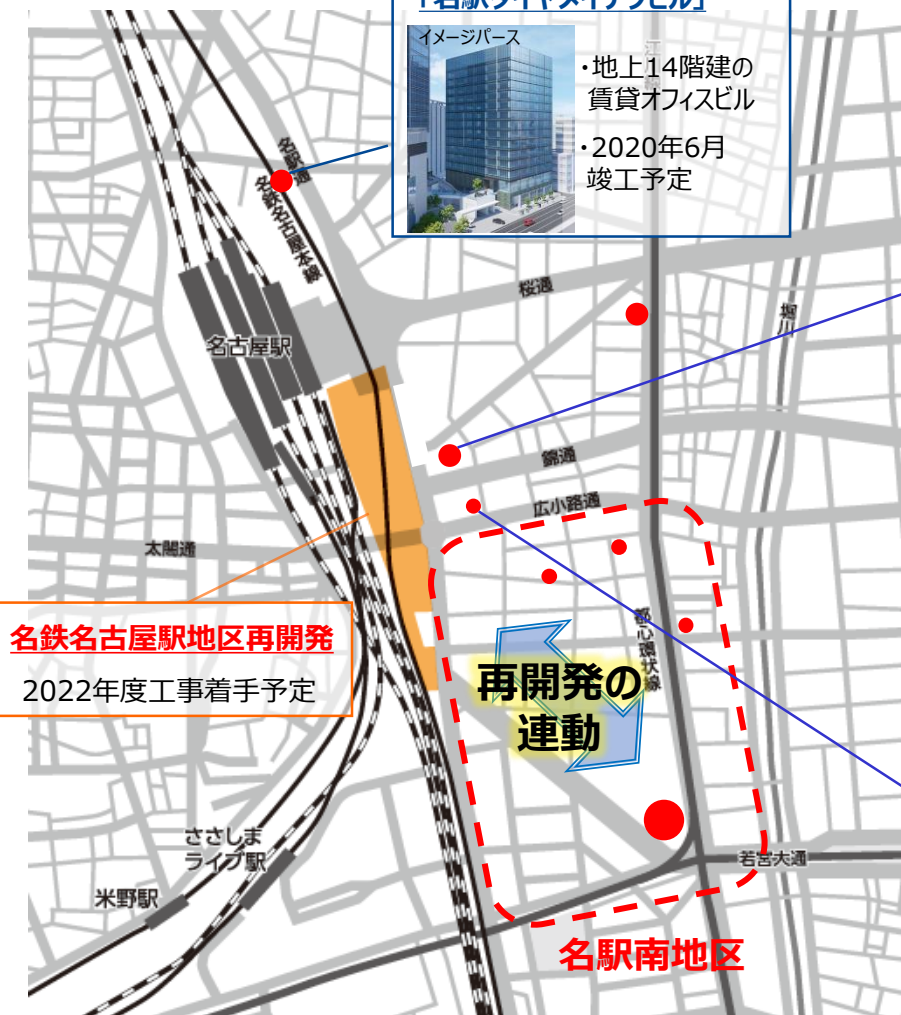 イメージパース
・地上14階建の
賃貸オフィスビル
・2020年6月
竣工予定
名駅通
名鉄名古屋本線
桜通
堀川
名古屋駅
錦通
広小路通
太閤通
名鉄名古屋駅地区再開発
2022年度工事着手予定
都心環状線
再開発の
連動
ささしま
ライブ駅
米野駅
若宮大通
名駅南地区